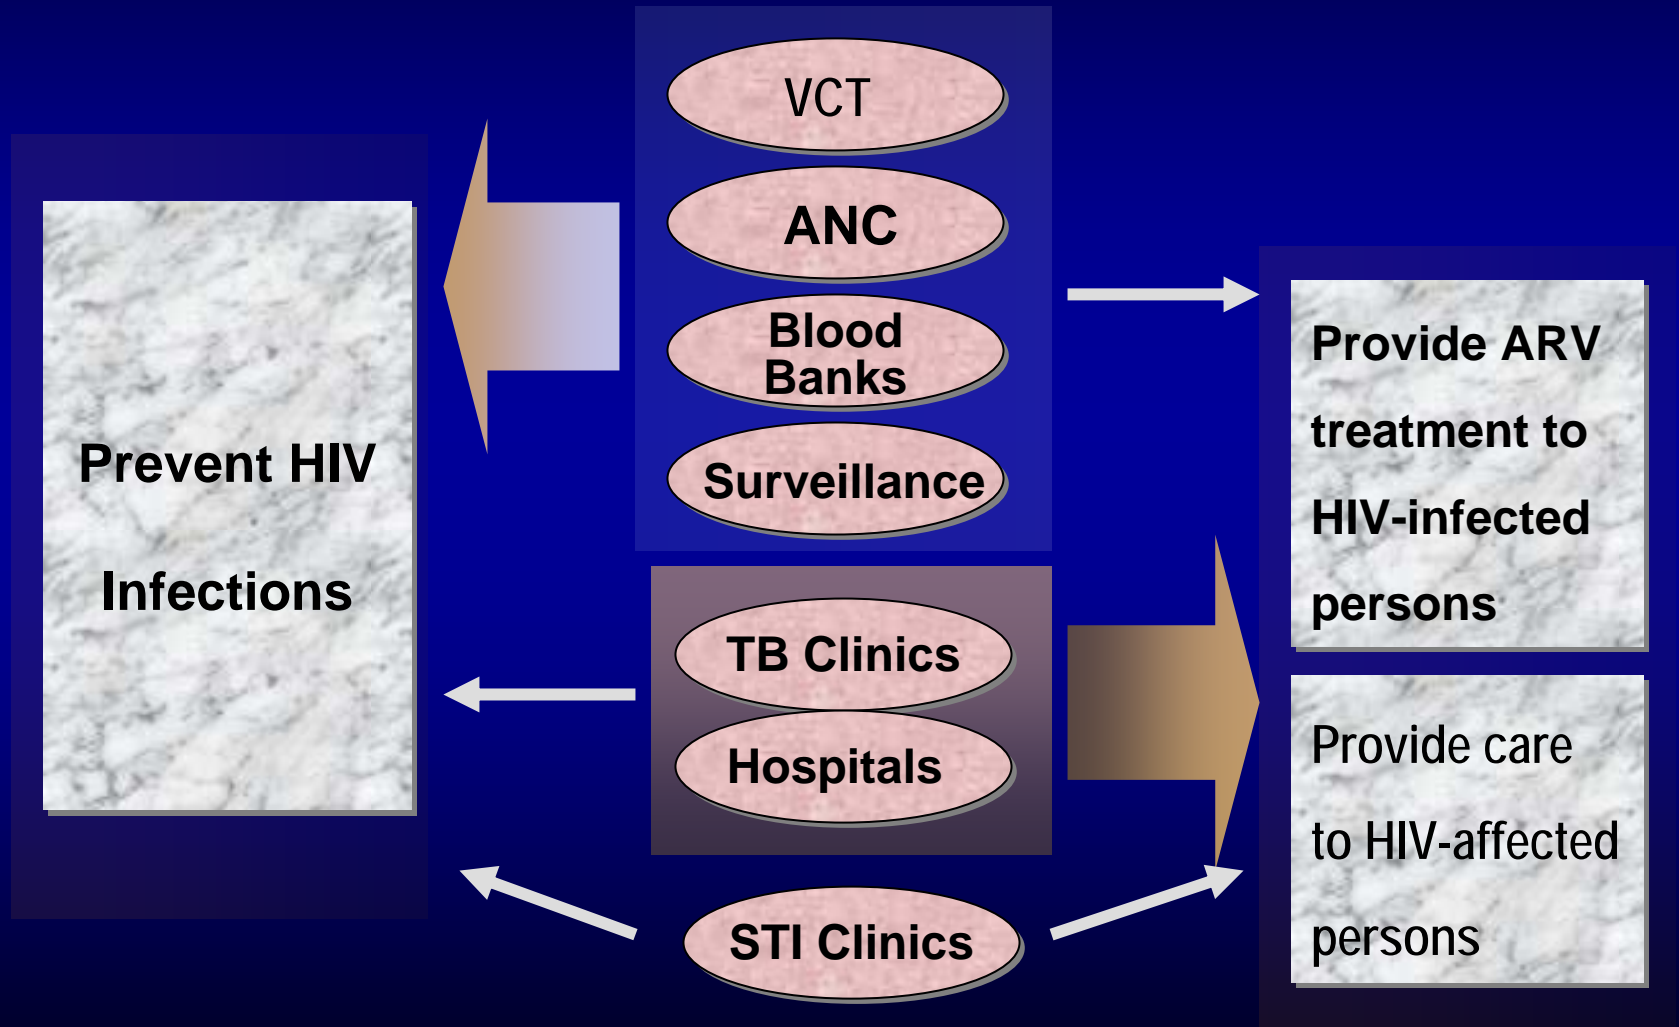 VCT
ANC
Blood
Banks
Surveillance
TB Clinics
Hospitals
STI Clinics
Prevent HIV
Infections
Provide ARV
treatment to
HIV-infected
persons
Provide care
to HIV-affected
persons